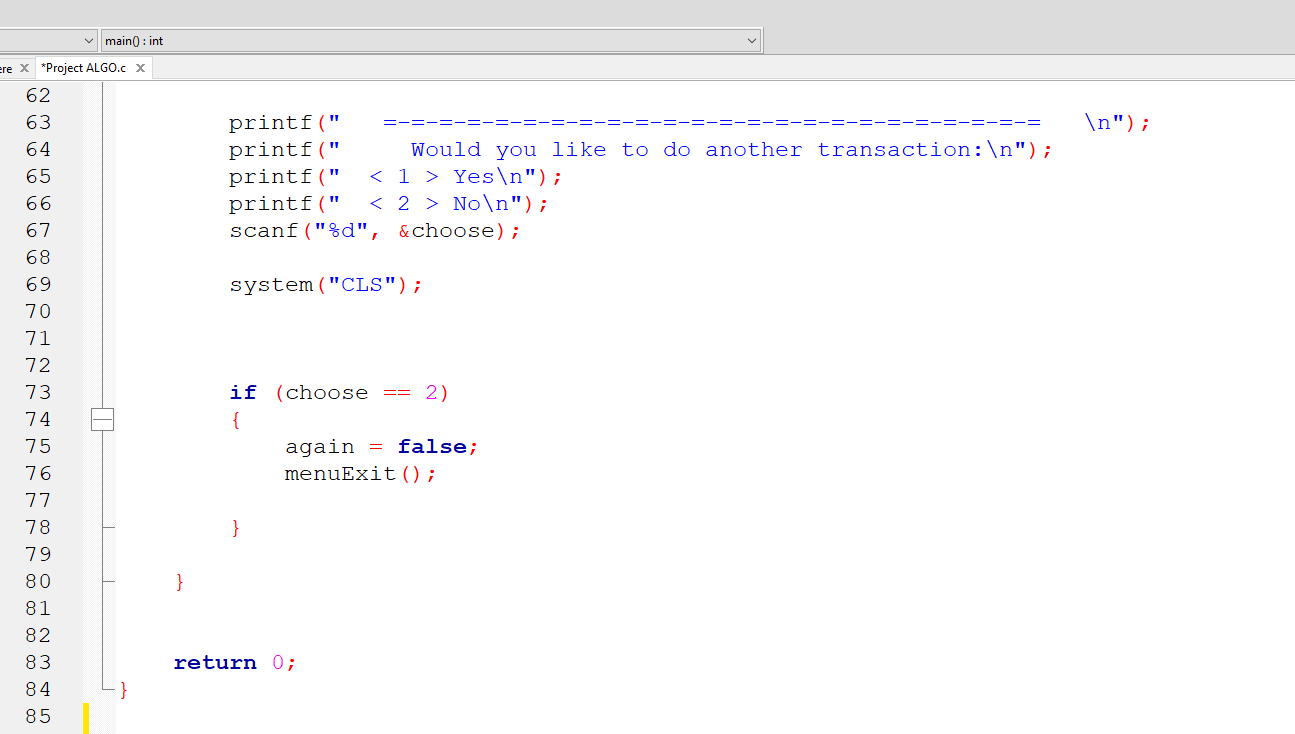 main() : int
ere *Project ALGO.c
62
63 printf("   =-=-=-=-=-=-=-=-=-=-=-=-=-=-=-=-=-=-=-=-=-=-=-=   \n");
64 printf("     Would you like to do another transaction:\n");
65 printf("  < 1 > Yes\n");
66 printf("  < 2 > No\n");
67 scanf("%d", &choose);
68
69 system("CLS");
70
71
72
73 if (choose == 2)
74 {
75 again = false;
76 menuExit();
77
78 }
79
80 }
81
82
83 return 0;
84 }
85